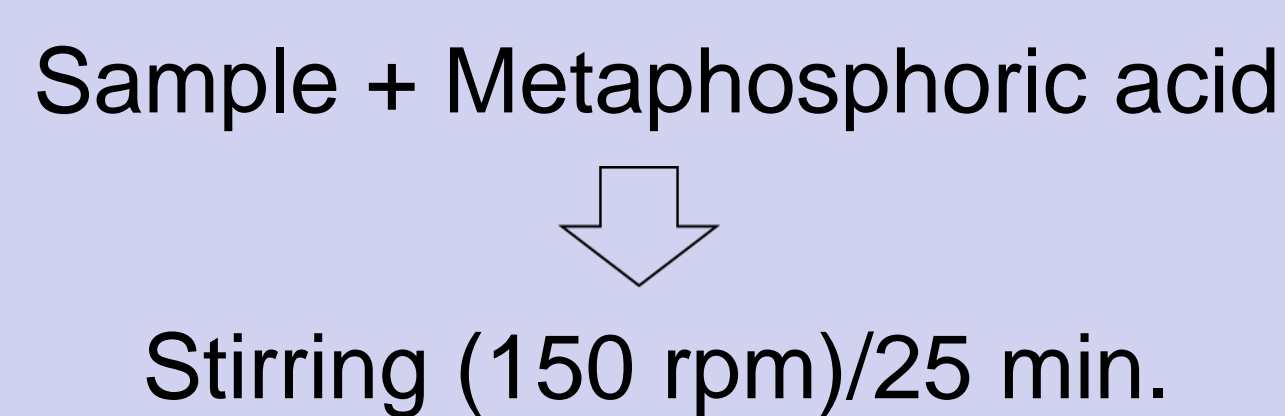 Sample + Metaphosphoric acid
Stirring (150 rpm)/25 min.